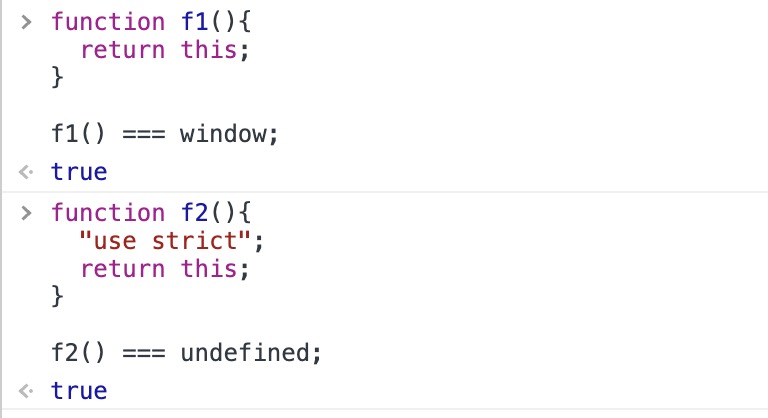 > function f1(){
return this;
}
f1() === window;
true
> function f2(){
"use strict";
return this;
}
f2() === undefined;
true